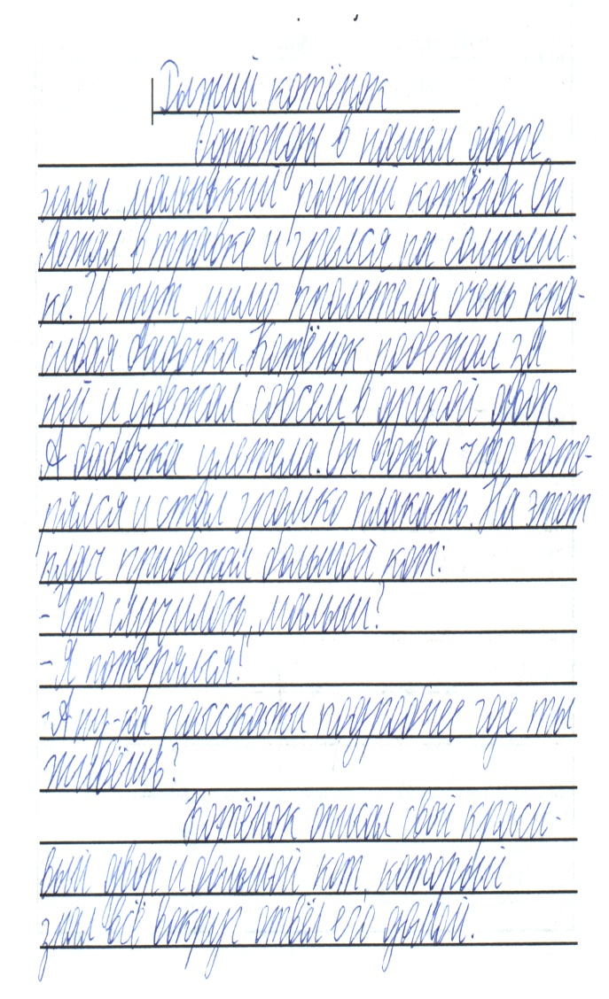 Рыжий котёнок
Однажды в нашем дворе
гулял маленький рыжий котёнок. Он
лежал в травке и грелся на солныш-
ке. И тут мимо пролетела очень кра-
сивая бабочка. Котёнок побежал за
ней и убежал совсем в другой двор.
А бабочка улетела. Он понял что поте-
рялся и стал громко плакать. На этот
плач прибежал большой кот:
- Что случилось, малыш?
- Я потерялся!
- А ну-ка расскажи подробнее где ты
живёшь?
Котёнок описал свой краси-
вый двор и большой кот, который
знал всё вокруг отвёл его домой.